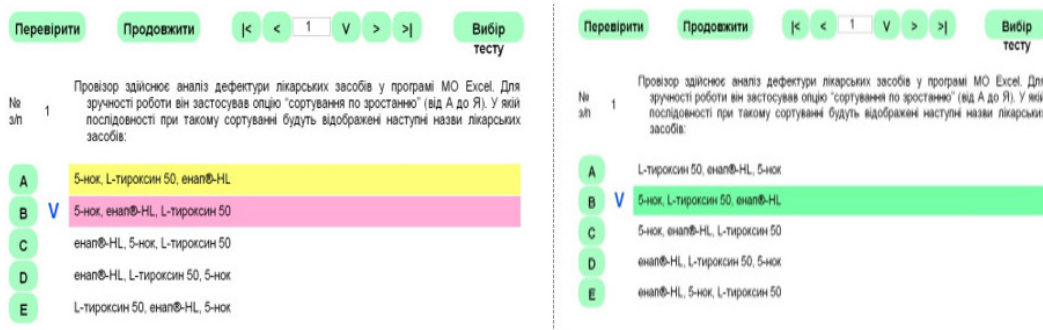 Перевірити Продовжити |< < 1 V > >| Вибір тесту
№ з/п 1
Провізор здійснює аналіз дефектури лікарських засобів у програмі МО Excel. Для
зручності роботи він застосував опцію “сортування по зростанню” (від А до Я). У якій
послідовності при такому сортуванні будуть відображені наступні назви лікарських
засобів:
A 5-нок, L-тироксин 50, енап®-HL
B V 5-нок, енап®-HL, L-тироксин 50
C енап®-HL, 5-нок, L-тироксин 50
D енап®-HL, L-тироксин 50, 5-нок
E L-тироксин 50, енап®-HL, 5-нок
Перевірити Продовжити |< < 1 V > >| Вибір тесту
№ з/п 1
Провізор здійснює аналіз дефектури лікарських засобів у програмі МО Excel. Для
зручності роботи він застосував опцію “сортування по зростанню” (від А до Я). У якій
послідовності при такому сортуванні будуть відображені наступні назви лікарських
засобів:
A L-тироксин 50, енап®-HL, 5-нок
B V 5-нок, L-тироксин 50, енап®-HL
C 5-нок, енап®-HL, L-тироксин 50
D енап®-HL, L-тироксин 50, 5-нок
E енап®-HL, 5-нок, L-тироксин 50